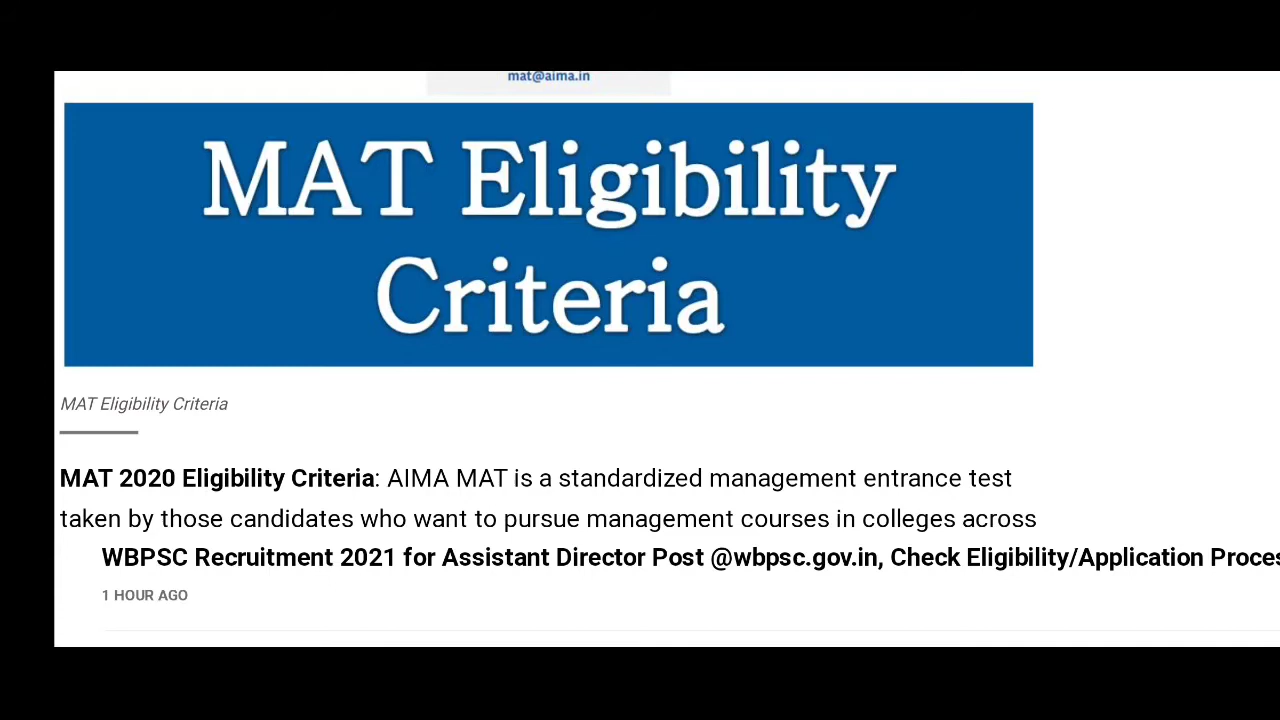 mat@aima.in
MAT Eligibility
Criteria
MAT Eligibility Criteria
MAT 2020 Eligibility Criteria: AIMA MAT is a standardized management entrance test
taken by those candidates who want to pursue management courses in colleges across
WBPSC Recruitment 2021 for Assistant Director Post @wbpsc.gov.in, Check Eligibility/Application Proces
1 HOUR AGO